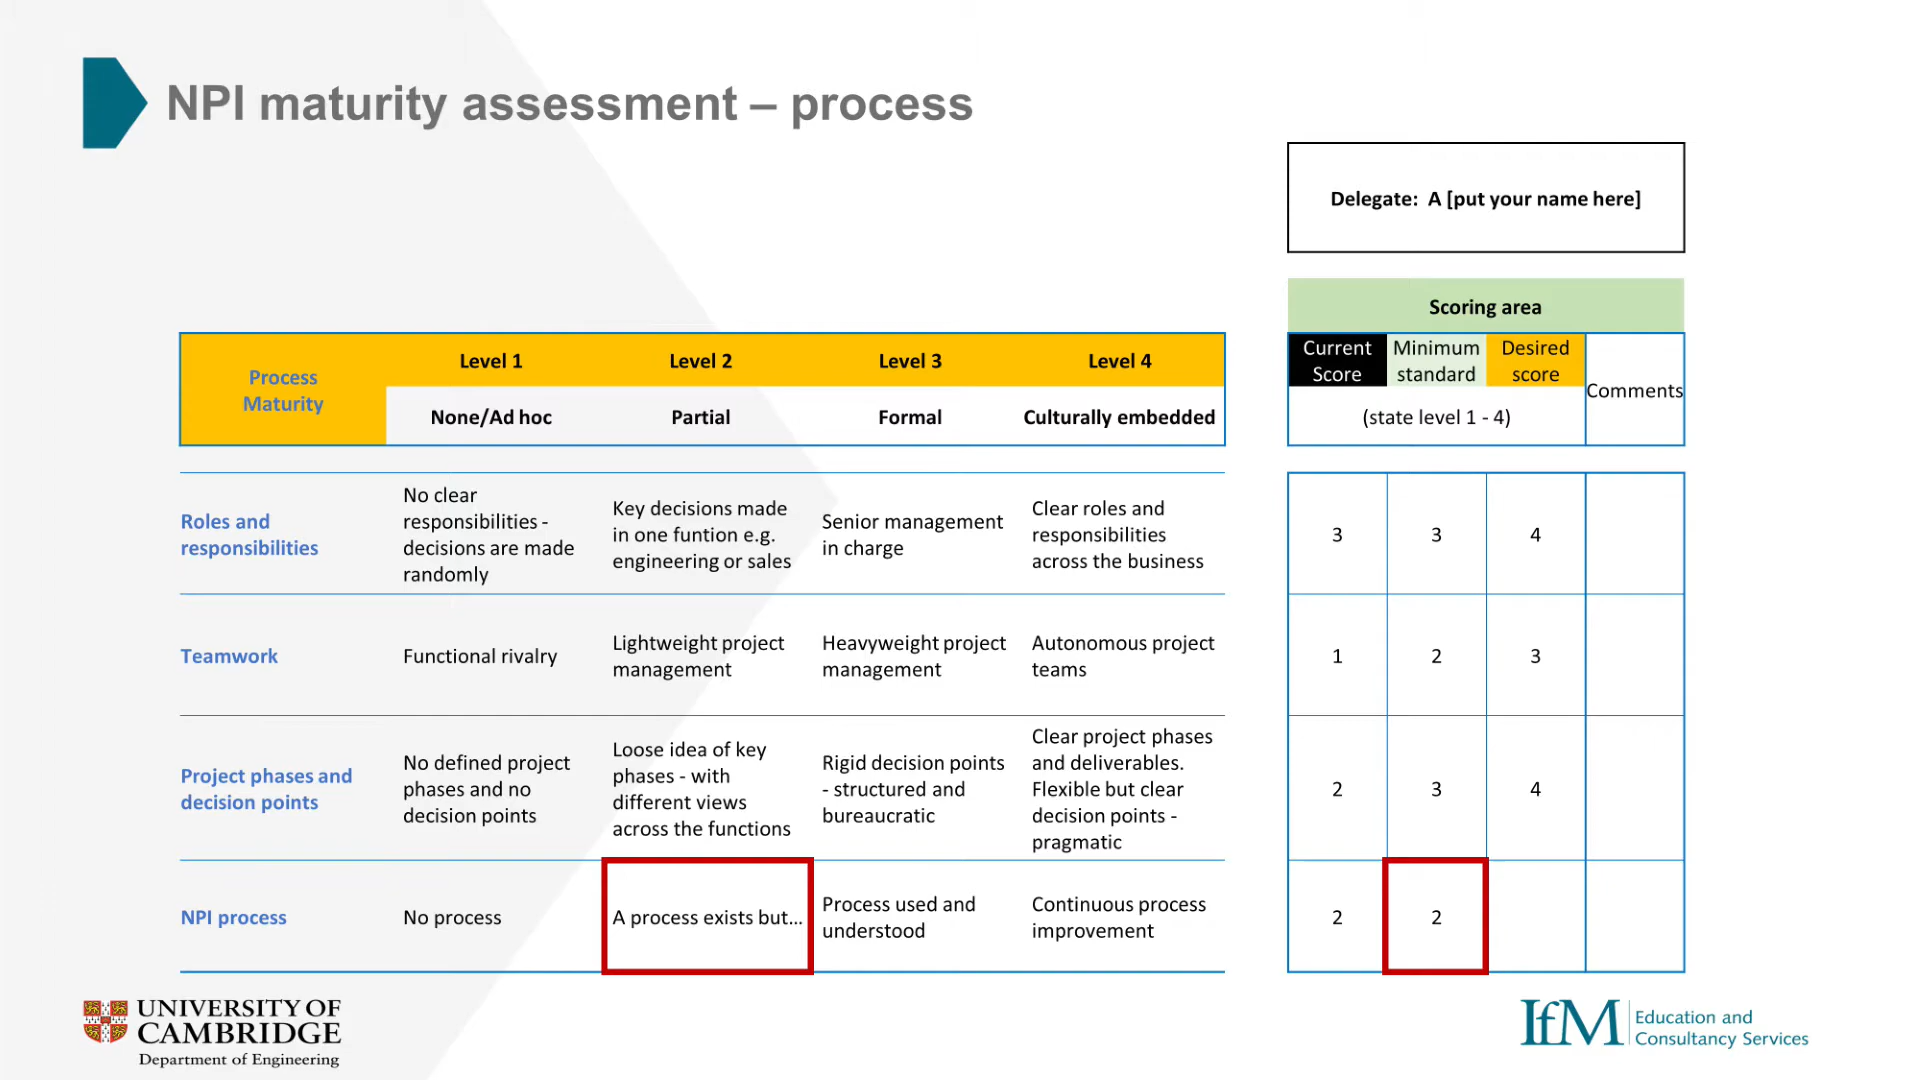 NPI maturity assessment – process
Delegate: A [put your name here]
Scoring area
Process
Maturity
Level 1
Level 2
Level 3
Level 4
None/Ad hoc
Partial
Formal
Culturally embedded
Current
Score
Minimum
standard
Desired
score
Comments
(state level 1 - 4)
Roles and
responsibilities
No clear
responsibilities -
decisions are made
randomly
Key decisions made
in one funtion e.g.
engineering or sales
Senior management
in charge
Clear roles and
responsibilities
across the business
3
3
4
Teamwork
Functional rivalry
Lightweight project
management
Heavyweight project
management
Autonomous project
teams
1
2
3
Project phases and
decision points
No defined project
phases and no
decision points
Loose idea of key
phases - with
different views
across the functions
Rigid decision points
- structured and
bureaucratic
Clear project phases
and deliverables.
Flexible but clear
decision points -
pragmatic
2
3
4
NPI process
No process
A process exists but...
Process used and
understood
Continuous process
improvement
2
2
UNIVERSITY OF
CAMBRIDGE
Department of Engineering
IfM
Education and
Consultancy Services